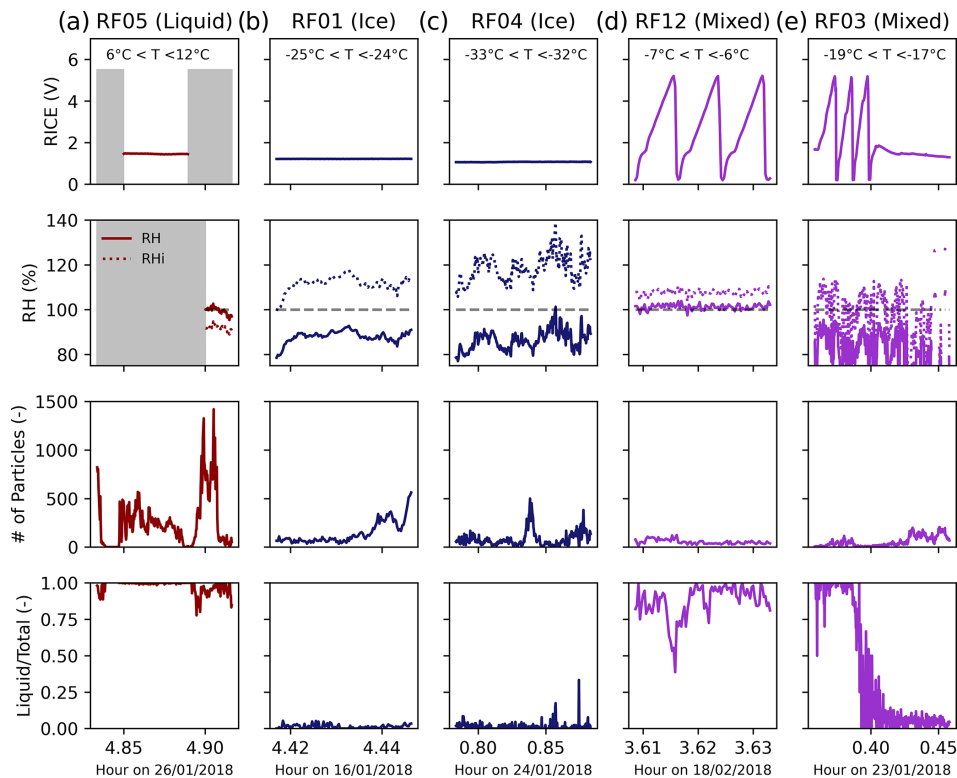 (a) RF05 (Liquid)
(b) RF01 (Ice)
(c) RF04 (Ice)
(d) RF12 (Mixed)
(e) RF03 (Mixed)
6°C < T <12°C
-25°C < T <-24°C
-33°C < T <-32°C
-7°C < T <-6°C
-19°C < T <-17°C
RICE (V)
6
4
2
0
RH (%)
140
120
100
80
RH
RHi
# of Particles (-)
1500
1000
500
0
Liquid/Total (-)
1.00
0.75
0.50
0.25
0.00
4.85 4.90
4.42 4.44
0.80 0.85
3.61 3.62 3.63
0.40 0.45
Hour on 26/01/2018
Hour on 16/01/2018
Hour on 24/01/2018
Hour on 18/02/2018
Hour on 23/01/2018